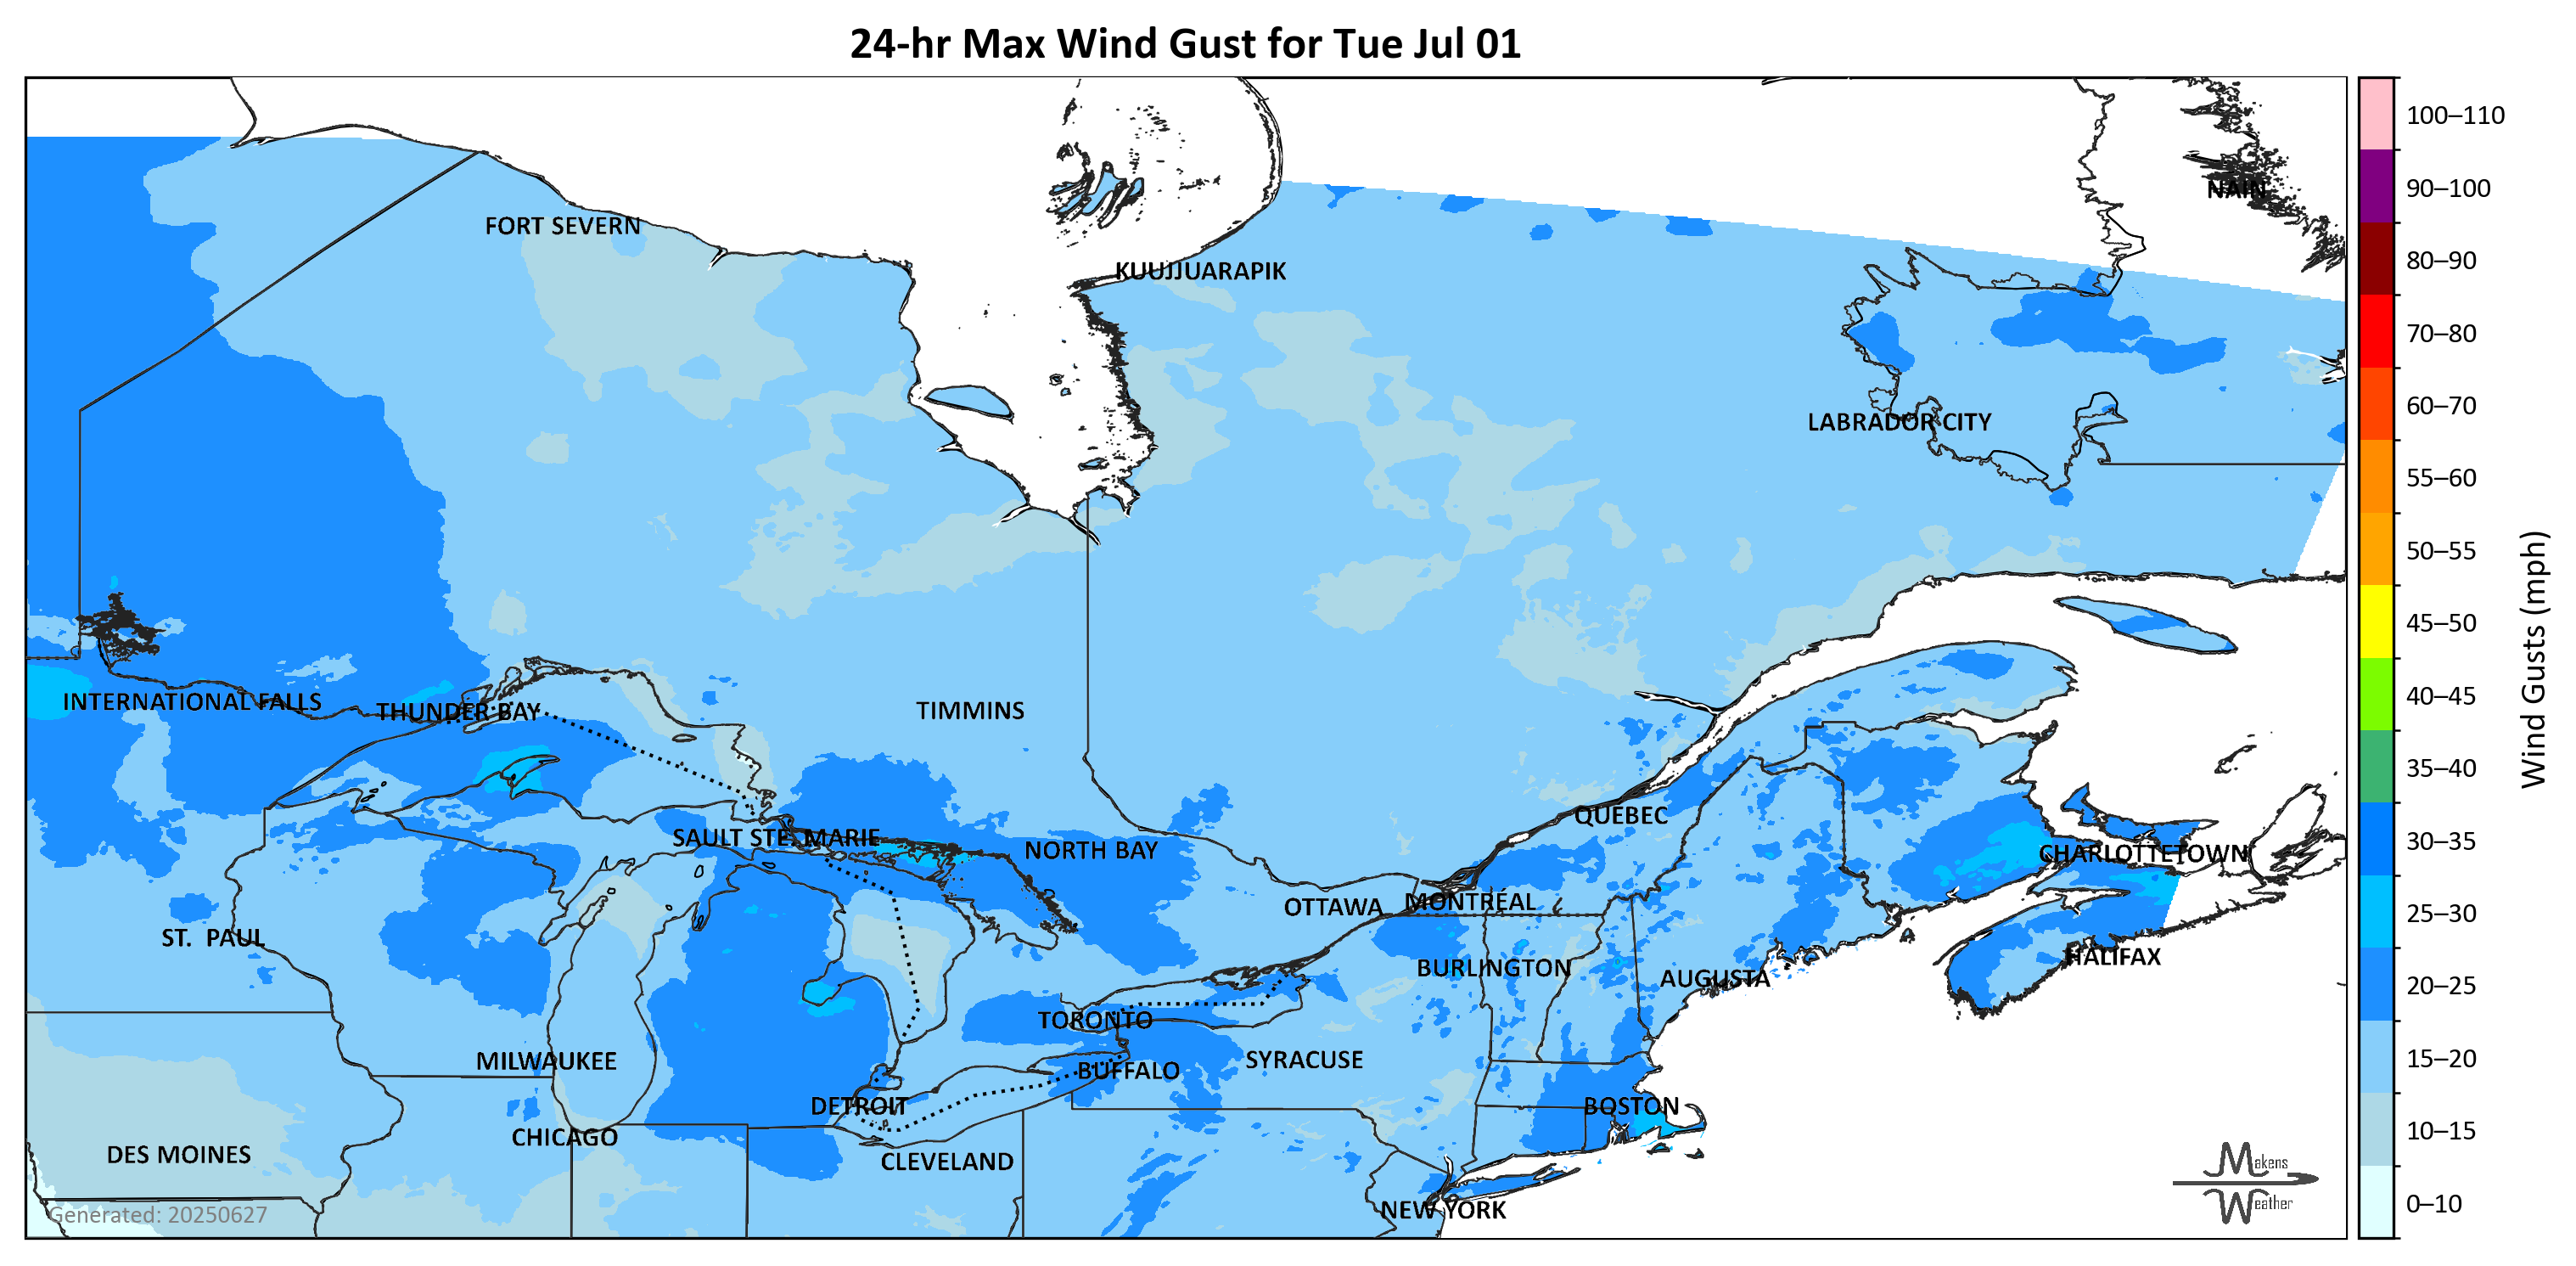 24-hr Max Wind Gust for Tue Jul 01
100–110
90–100
80–90
70–80
60–70
55–60
50–55
45–50
40–45
35–40
30–35
25–30
20–25
15–20
10–15
0–10
Wind Gusts (mph)
NAIN
FORT SEVERN
KUUJJUARAPIK
LABRADOR CITY
INTERNATIONAL FALLS
THUNDER BAY
TIMMINS
QUEBEC
SAULT STE. MARIE
NORTH BAY
CHARLOTTETOWN
OTTAWA
MONTRÉAL
ST.  PAUL
HALIFAX
BURLINGTON
AUGUSTA
TORONTO
MILWAUKEE
SYRACUSE
BUFFALO
DETROIT
BOSTON
CHICAGO
DES MOINES
CLEVELAND
NEW YORK
Generated: 20250627
Makens
Weather